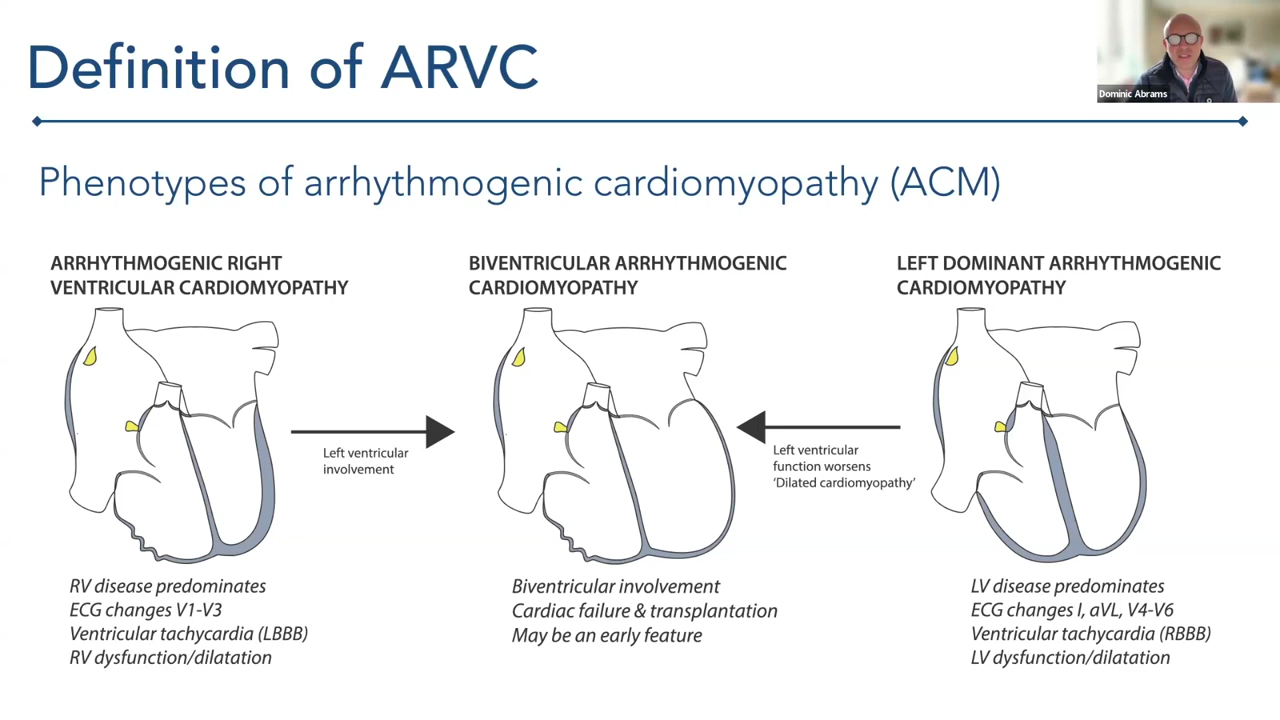 Definition of ARVC
Dominic Abrams
Phenotypes of arrhythmogenic cardiomyopathy (ACM)
ARRHYTHMOGENIC RIGHT
VENTRICULAR CARDIOMYOPATHY
BIVENTRICULAR ARRHYTHMOGENIC
CARDIOMYOPATHY
LEFT DOMINANT ARRHYTHMOGENIC
CARDIOMYOPATHY
Left ventricular
involvement
Left ventricular
function worsens
'Dilated cardiomyopathy'
RV disease predominates
ECG changes V1-V3
Ventricular tachycardia (LBBB)
RV dysfunction/dilatation
Biventricular involvement
Cardiac failure & transplantation
May be an early feature
LV disease predominates
ECG changes I, aVL, V4-V6
Ventricular tachycardia (RBBB)
LV dysfunction/dilatation